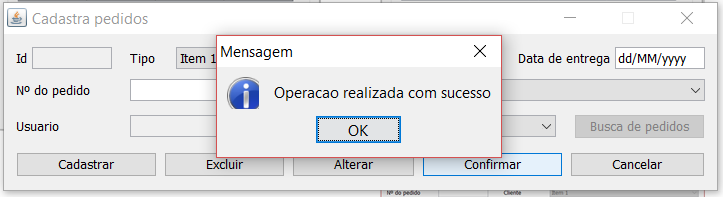 Cadastra pedidos
Id Tipo Item 1 Data de entrega dd/MM/yyyy
Mensagem
Operacao realizada com sucesso
OK
Nº do pedido
Usuario Busca de pedidos
Cadastrar Excluir Alterar Confirmar Cancelar
Nº do pedido Cliente Item 1